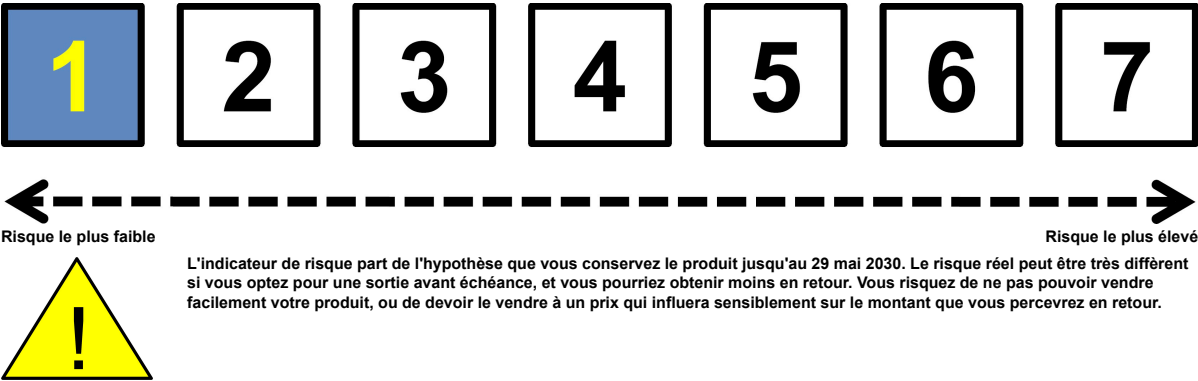 1 2 3 4 5 6 7
Risque le plus faible Risque le plus élevé
L'indicateur de risque part de l'hypothèse que vous conservez le produit jusqu'au 29 mai 2030. Le risque réel peut être très diffèrent
si vous optez pour une sortie avant échéance, et vous pourriez obtenir moins en retour. Vous risquez de ne pas pouvoir vendre
facilement votre produit, ou de devoir le vendre à un prix qui influera sensiblement sur le montant que vous percevrez en retour.
!